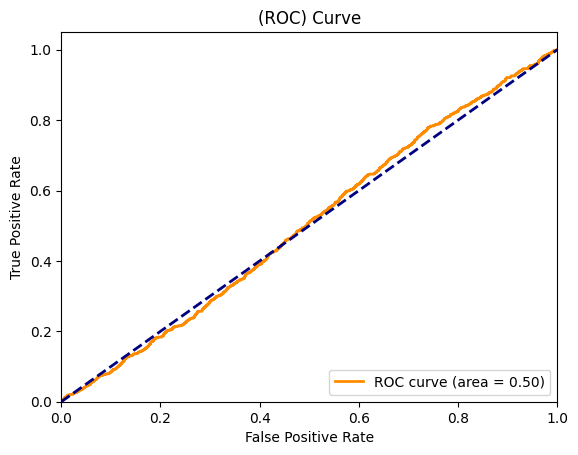 (ROC) Curve
True Positive Rate
1.0
0.8
0.6
0.4
0.2
0.0
ROC curve (area = 0.50)
0.0 0.2 0.4 0.6 0.8 1.0
False Positive Rate